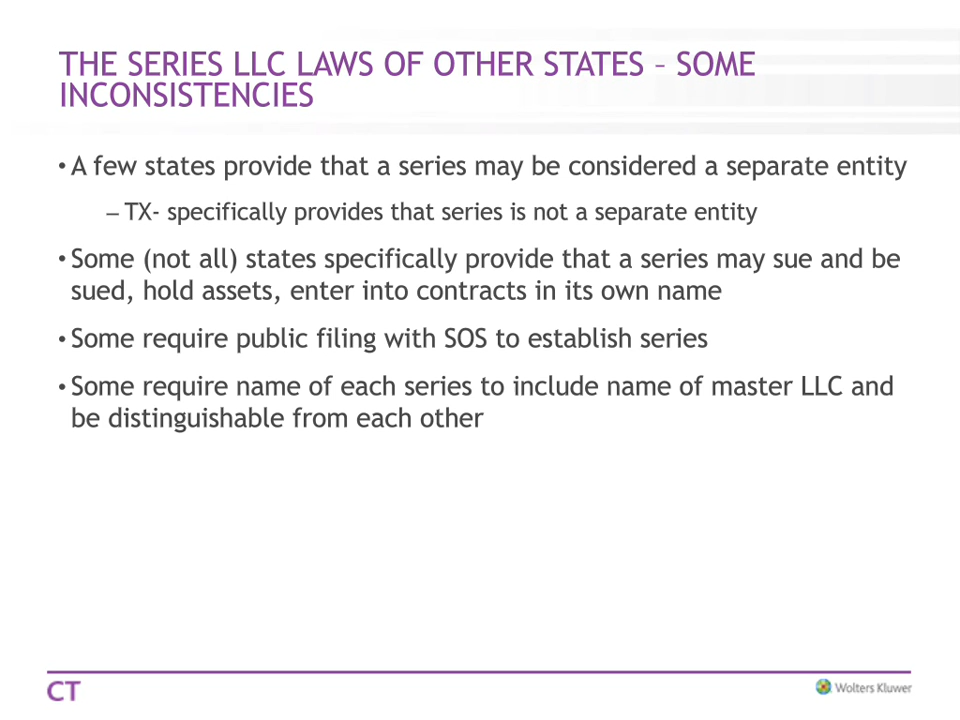 THE SERIES LLC LAWS OF OTHER STATES – SOME
INCONSISTENCIES
• A few states provide that a series may be considered a separate entity
– TX- specifically provides that series is not a separate entity
• Some (not all) states specifically provide that a series may sue and be
sued, hold assets, enter into contracts in its own name
• Some require public filing with SOS to establish series
• Some require name of each series to include name of master LLC and
be distinguishable from each other
CT
Wolters Kluwer